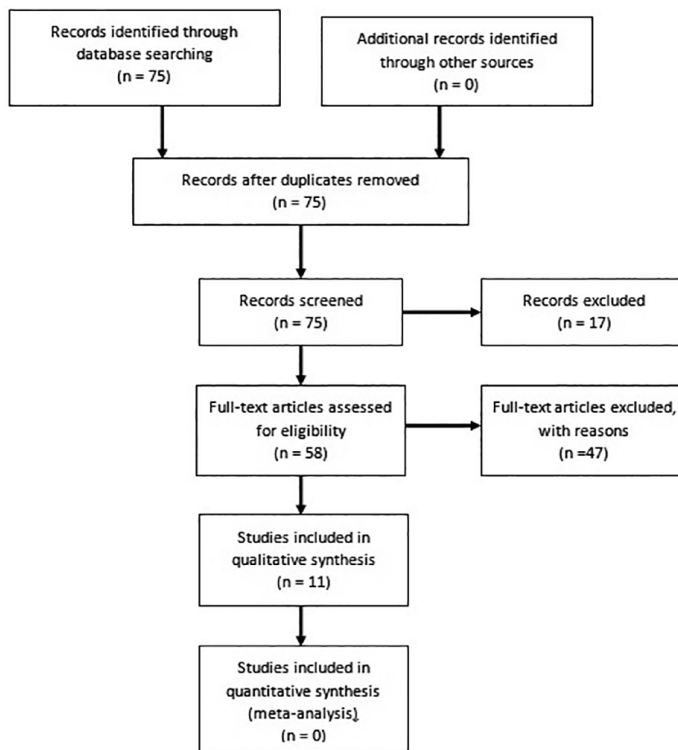 Records identified through
database searching
(n = 75)
Additional records identified
through other sources
(n = 0)
Records after duplicates removed
(n = 75)
Records screened
(n = 75)
Records excluded
(n = 17)
Full-text articles assessed
for eligibility
(n = 58)
Full-text articles excluded,
with reasons
(n =47)
Studies included in
qualitative synthesis
(n = 11)
Studies included in
quantitative synthesis
(meta-analysis)
(n = 0)